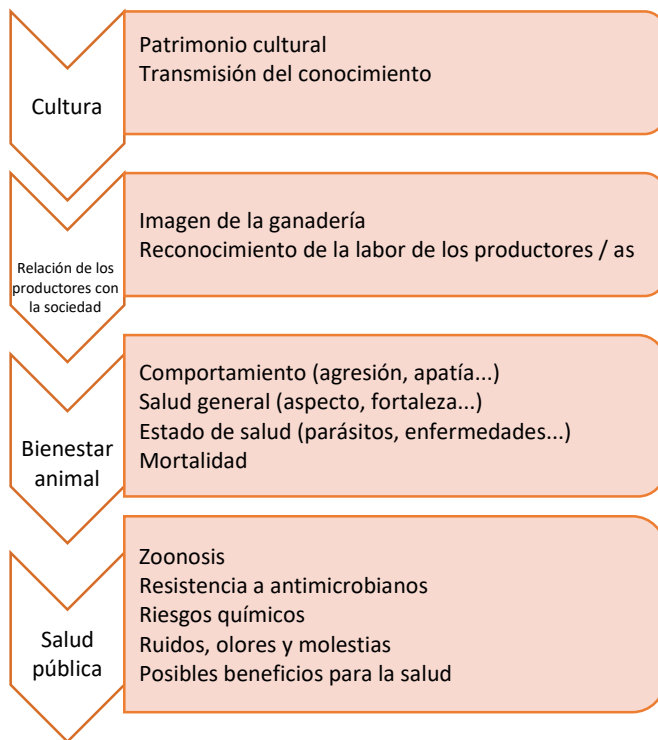 Cultura
Patrimonio cultural
Transmisión del conocimiento
Relación de los
productores con
la sociedad
Imagen de la ganadería
Reconocimiento de la labor de los productores / as
Bienestar
animal
Comportamiento (agresión, apatía...)
Salud general (aspecto, fortaleza...)
Estado de salud (parásitos, enfermedades...)
Mortalidad
Salud
pública
Zoonosis
Resistencia a antimicrobianos
Riesgos químicos
Ruidos, olores y molestias
Posibles beneficios para la salud